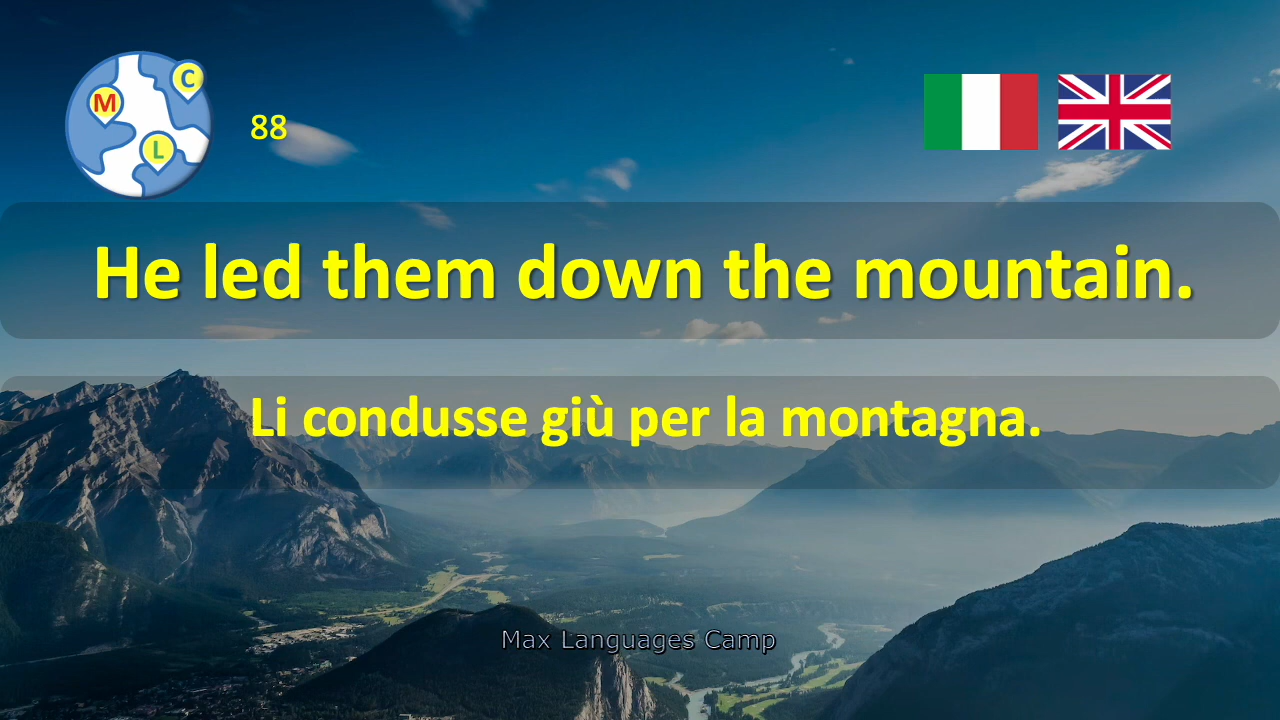 M
C
L
88
He led them down the mountain.
Li condusse giù per la montagna.
Max Languages Camp